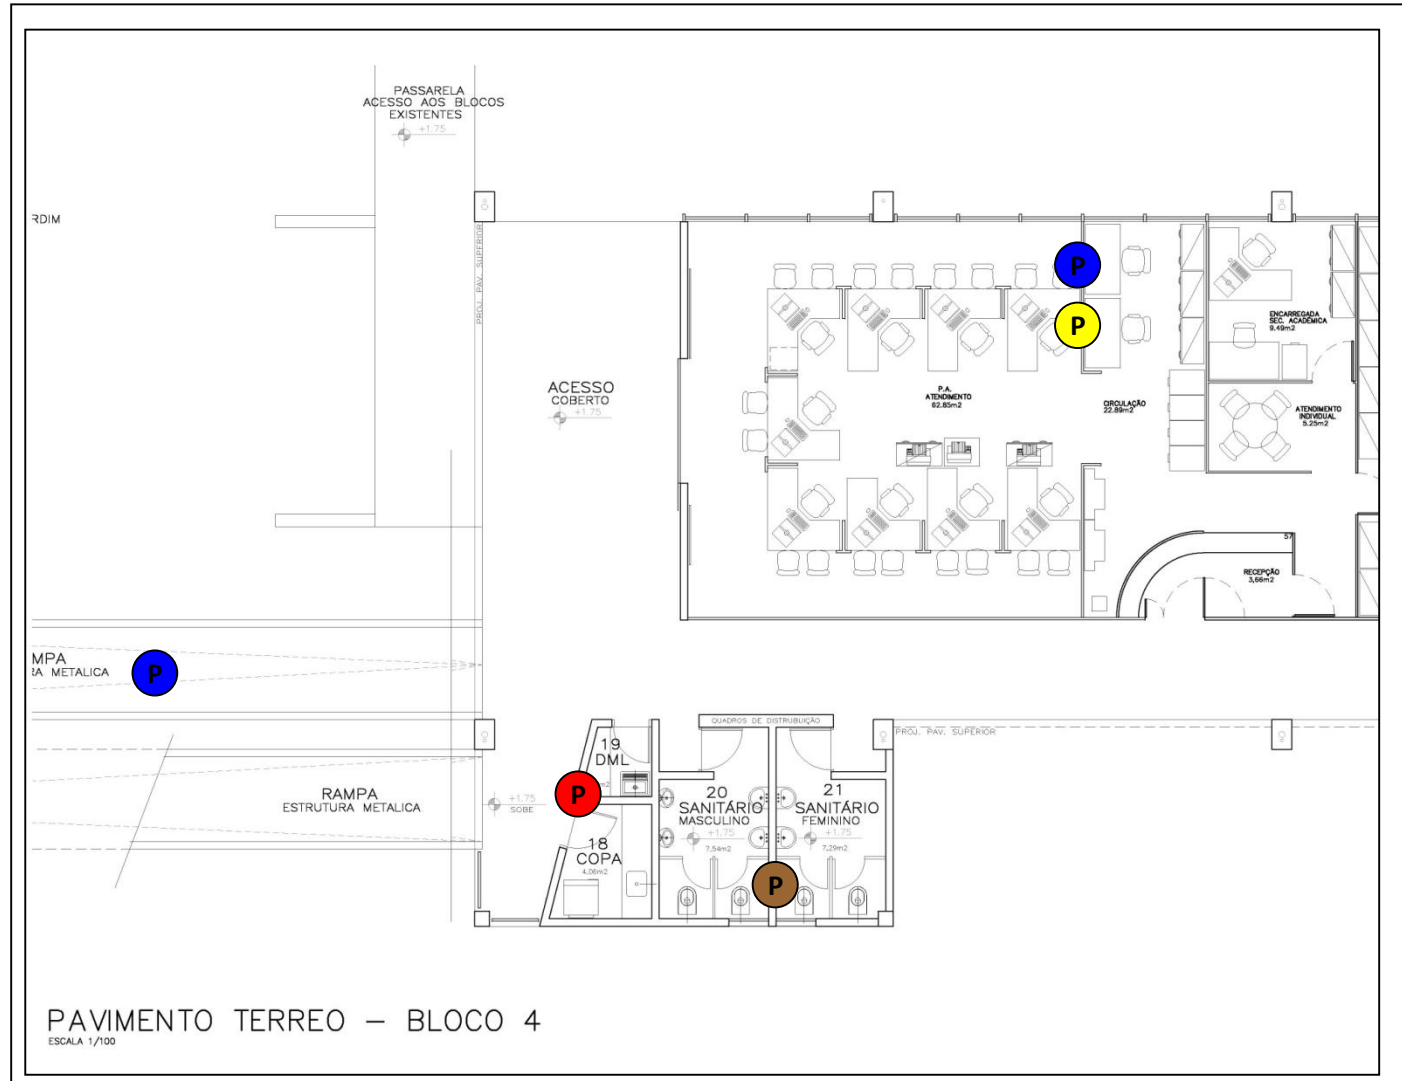 PASSARELA
ACESSO AOS BLOCOS
EXISTENTES
+1.75
RDIM
PROJ. PAV. SUPERIOR
P
P
ENCARREGADA
SEC. ACADÊMICA
9.49m2
ACESSO
COBERTO
+1.75
P.A.
ATENDIMENTO
62.85m2
CIRCULAÇÃO
22.89m2
ATENDIMENTO
INDIVIDUAL
5.25m2
57
RECEPÇÃO
3,66m2
MPA
RA METALICA
P
QUADROS DE DISTRUBUIÇÃO
PROJ. PAV. SUPERIOR
19
DML
m2
P
RAMPA
ESTRUTURA METALICA
+1.75
SOBE
20
SANITÁRIO
MASCULINO
+1.75
7,54m2
21
SANITÁRIO
FEMININO
+1.75
7,29m2
18
COPA
4,06m2
P
PAVIMENTO TERREO – BLOCO 4
ESCALA 1/100